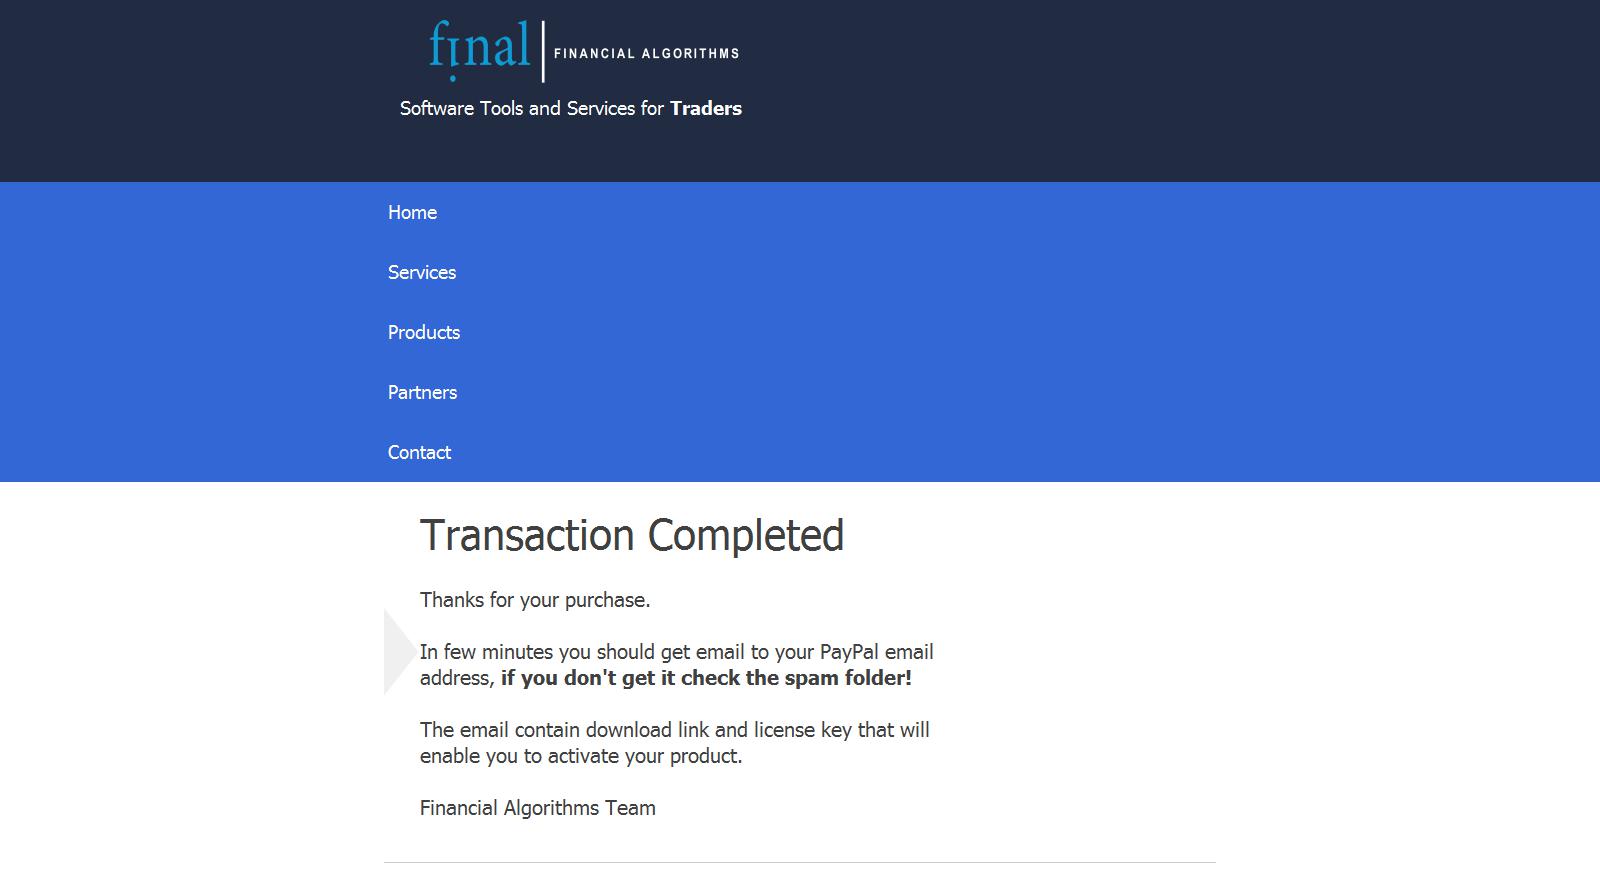 final | FINANCIAL ALGORITHMS
Software Tools and Services for Traders
Home
Services
Products
Partners
Contact
Transaction Completed
Thanks for your purchase.
In few minutes you should get email to your PayPal email
address, if you don't get it check the spam folder!
The email contain download link and license key that will
enable you to activate your product.
Financial Algorithms Team